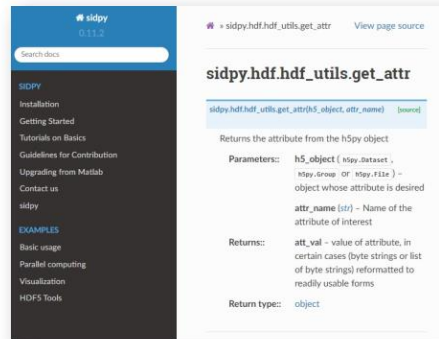 sidpy
0.11.2
Search docs
SIDPY
Installation
Getting Started
Tutorials on Basics
Guidelines for Contribution
Upgrading from Matlab
Contact us
sidpy
EXAMPLES
Basic usage
Parallel computing
Visualization
HDF5 Tools
» sidpy.hdf.hdf_utils.get_attr View page source
sidpy.hdf.hdf_utils.get_attr
sidpy.hdf.hdf_utils.get_attr(h5_object, attr_name) [source]
Returns the attribute from the h5py object
Parameters:: h5_object ( h5py.Dataset ,
h5py.Group or h5py.File ) –
object whose attribute is desired
attr_name (str) – Name of the
attribute of interest
Returns:: att_val – value of attribute, in
certain cases (byte strings or list
of byte strings) reformatted to
readily usable forms
Return type:: object